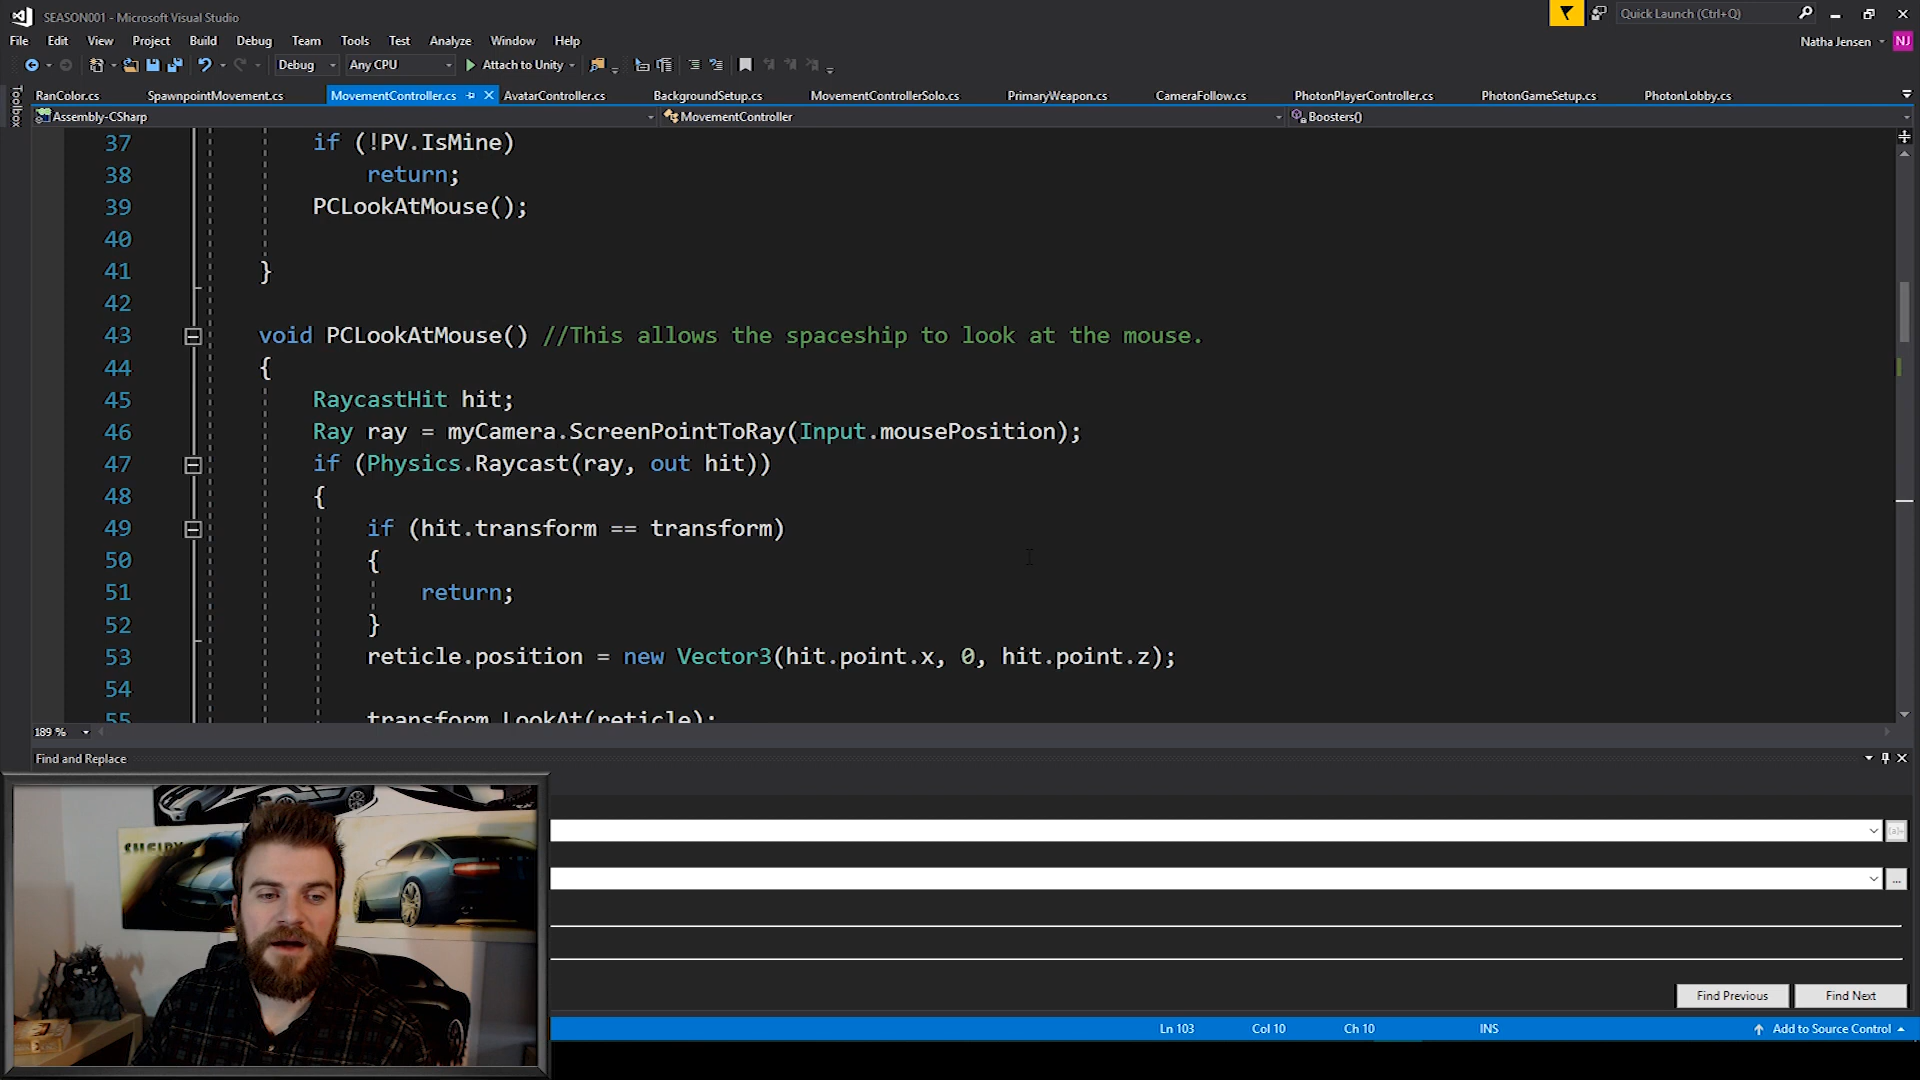 SEASON001 - Microsoft Visual Studio
Quick Launch (Ctrl+Q)
File Edit View Project Build Debug Team Tools Test Analyze Window Help
Natha Jensen NJ
Debug Any CPU Attach to Unity
Toolbox
RanColor.cs SpawnpointMovement.cs MovementController.cs AvatarController.cs BackgroundSetup.cs MovementControllerSolo.cs PrimaryWeapon.cs CameraFollow.cs PhotonPlayerController.cs PhotonGameSetup.cs PhotonLobby.cs
Assembly-CSharp MovementController Boosters()
37 if (!PV.IsMine)
38 return;
39 PCLookAtMouse();
40
41 }
42
43 void PCLookAtMouse() //This allows the spaceship to look at the mouse.
44 {
45 RaycastHit hit;
46 Ray ray = myCamera.ScreenPointToRay(Input.mousePosition);
47 if (Physics.Raycast(ray, out hit))
48 {
49 if (hit.transform == transform)
50 {
51 return;
52 }
53 reticle.position = new Vector3(hit.point.x, 0, hit.point.z);
54
55 transform.LookAt(reticle);
189 %
Find and Replace
SHELBY
...
Find Previous Find Next
Ln 103 Col 10 Ch 10 INS Add to Source Control